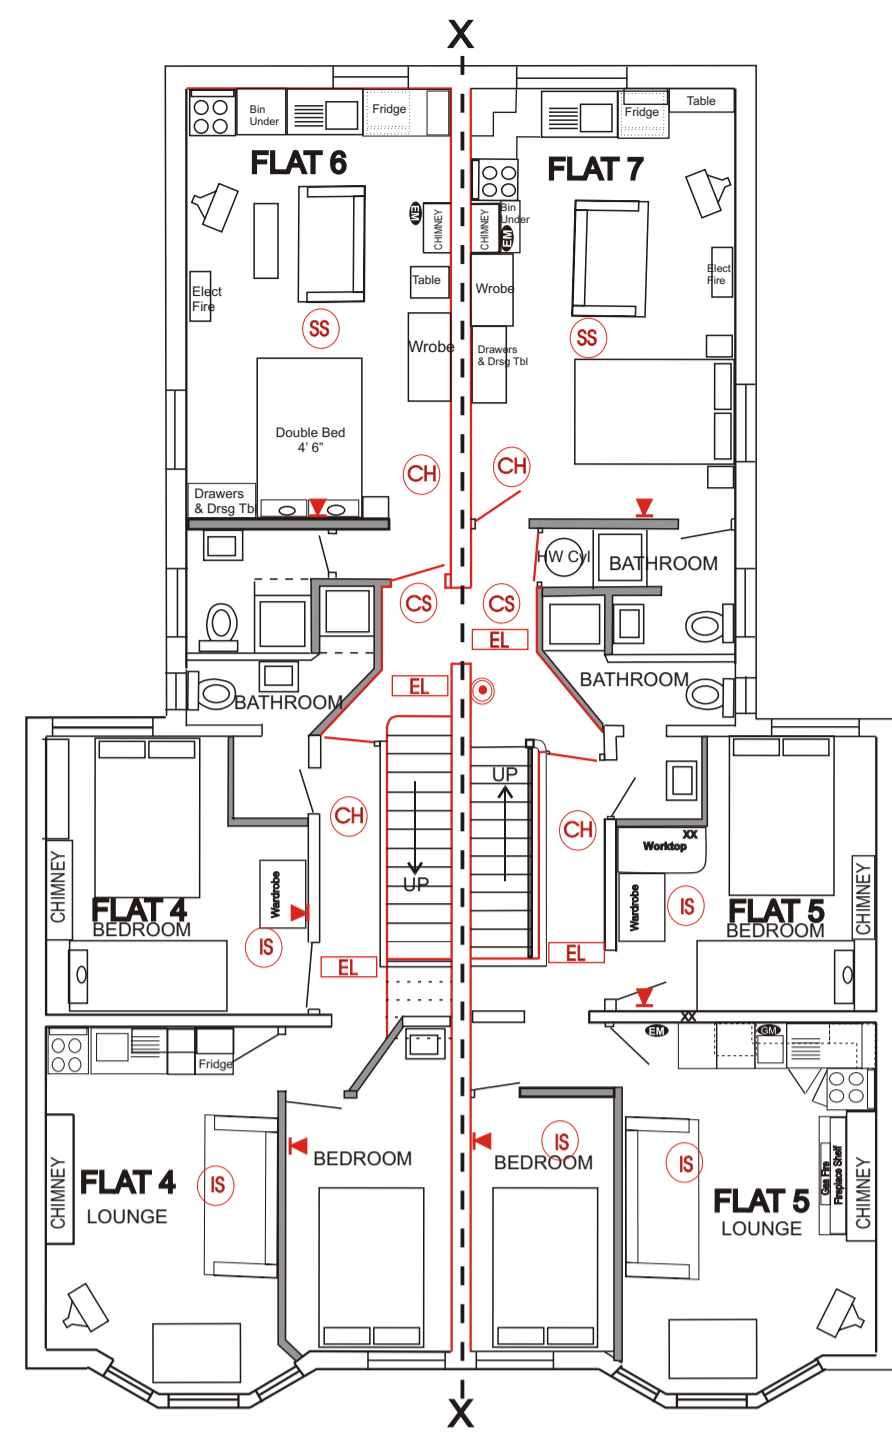 X
Bin
Under
Fridge
Fridge
Table
FLAT 6
FLAT 7
EM
CHIMNEY
CHIMNEY
Bin
Under
EM
Elect
Fire
Table
Wrobe
Elect
Fire
SS
SS
Wrobe
Drawers
& Drsg Tbl
Double Bed
4' 6"
CH
CH
Drawers
& Drsg Tb
HW Cyl
BATHROOM
CS
CS
EL
EL
BATHROOM
BATHROOM
UP
CH
CH
XX
Worktop
UP
CHIMNEY
Wardrobe
Wardrobe
IS
CHIMNEY
FLAT 4
BEDROOM
FLAT 5
BEDROOM
IS
EL
EL
XX
EM
GM
Fridge
IS
BEDROOM
BEDROOM
IS
CHIMNEY
FLAT 4
LOUNGE
IS
FLAT 5
LOUNGE
Gas Fire
Fireplace Shelf
CHIMNEY
X